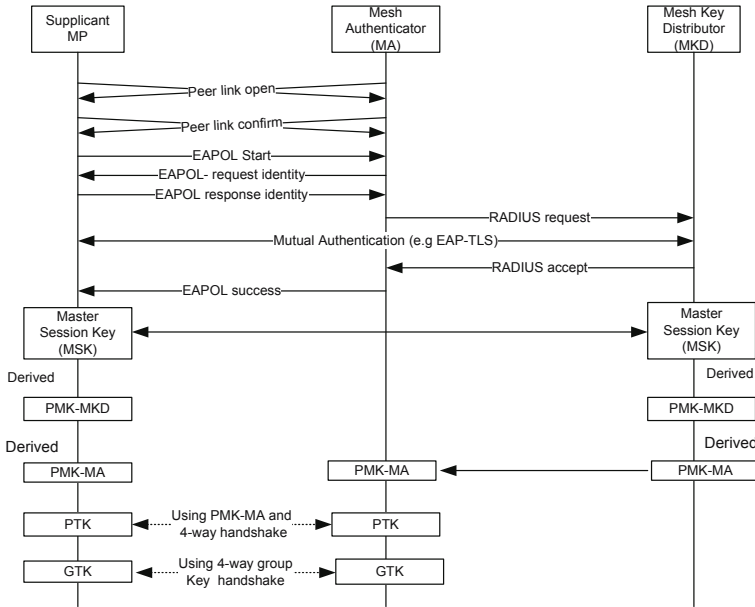 Supplicant
MP
Mesh
Authenticator
(MA)
Mesh Key
Distributor
(MKD)
Peer link open
Peer link confirm
EAPOL Start
EAPOL- request identity
EAPOL response identity
RADIUS request
Mutual Authentication (e.g EAP-TLS)
RADIUS accept
EAPOL success
Master
Session Key
(MSK)
Master
Session Key
(MSK)
Derived
Derived
PMK-MKD
PMK-MKD
Derived
Derived
PMK-MA
PMK-MA
PMK-MA
PTK
Using PMK-MA and
4-way handshake
PTK
GTK
Using 4-way group
Key handshake
GTK